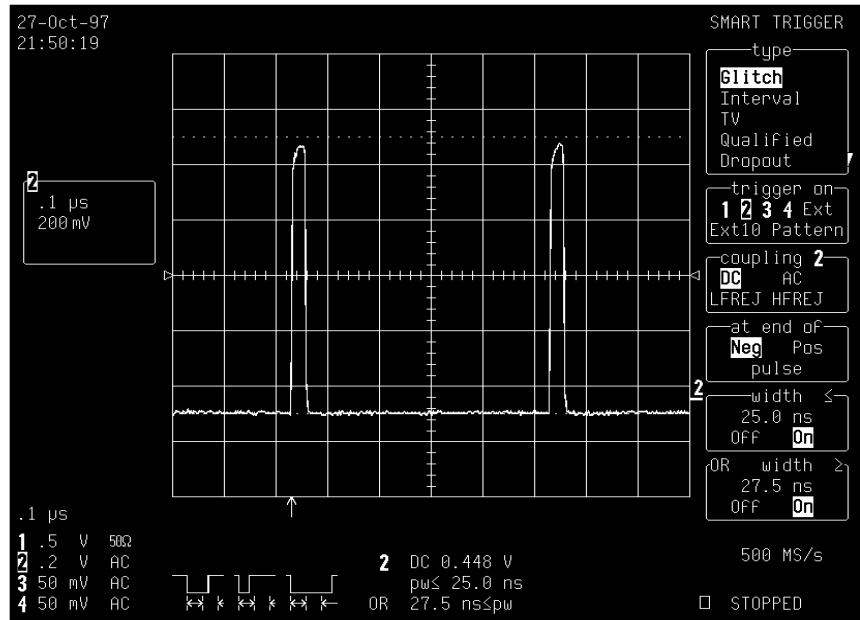 27-Oct-97
21:50:19
2
.1 µs
200 mV
SMART TRIGGER
type
Glitch
Interval
TV
Qualified
Dropout
trigger on
1 2 3 4 Ext
Ext10 Pattern
coupling 2
DC AC
LFREJ HFREJ
at end of
Neg Pos
pulse
2
width ≤
25.0 ns
Off On
OR width ≥
27.5 ns
Off On
.1 µs
1 .5 V 50Ω
2 .2 V AC
3 50 mV AC
4 50 mV AC
2 DC 0.448 V
pw≤ 25.0 ns
OR 27.5 ns≤pw
500 MS/s
STOPPED